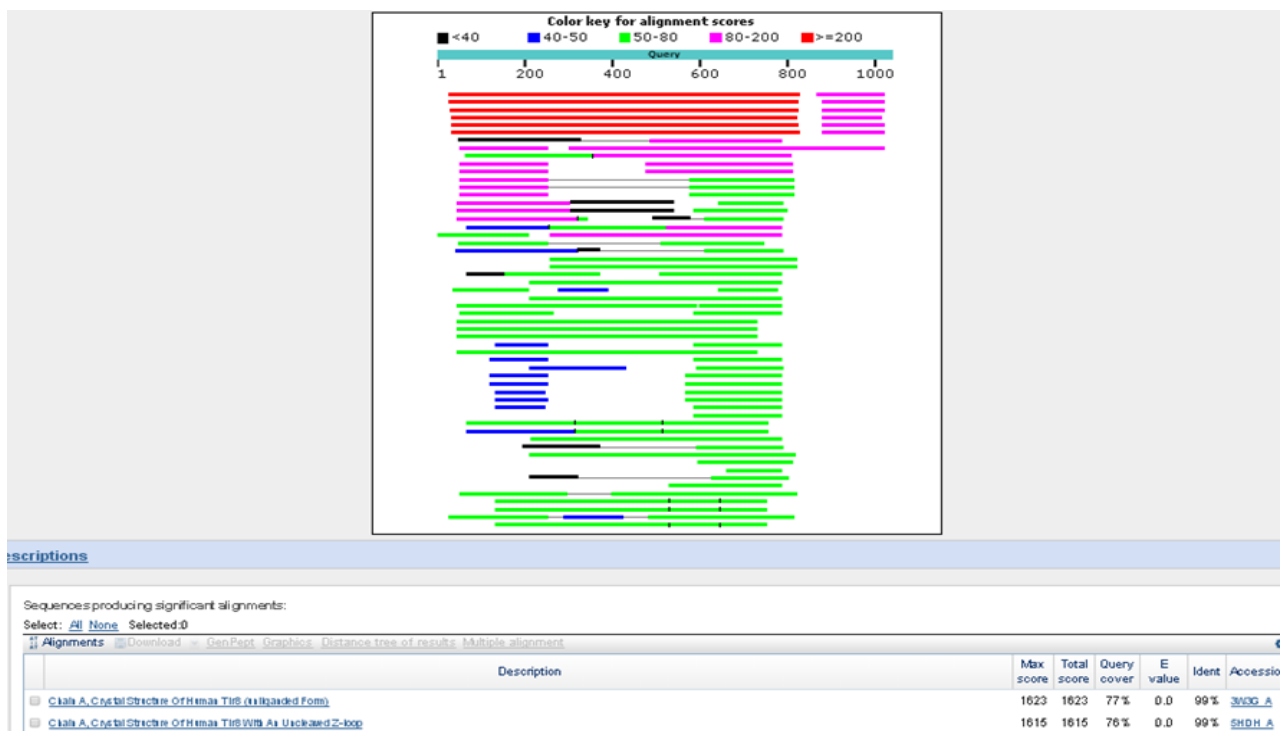 Color key for alignment scores
<40 40-50 50-80 80-200 >=200
Query
1 200 400 600 800 1000
escriptions
Sequences producing significant alignments:
Select: All None Selected:0
Alignments Download GenPept Graphics Distance tree of results Multiple alignment
Description Max score Total score Query cover E value Ident Accessio
Chain A, Crystal Structure Of Human Tlr8 (unliganded Form) 1623 1623 77% 0.0 99% 3W3G_A
Chain A, Crystal Structure Of Human Tlr8 With An Uncleaved Z-loop 1615 1615 76% 0.0 99% 5HDH_A